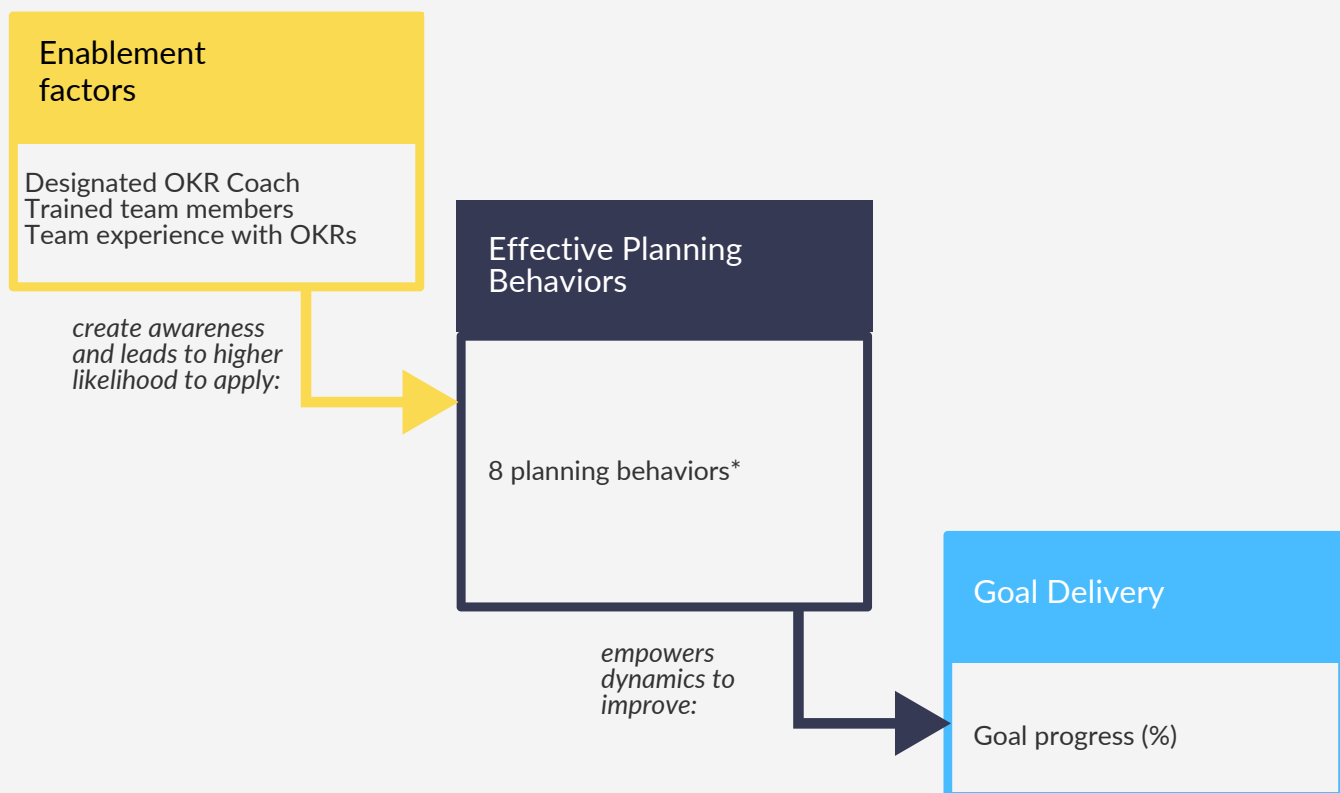 Enablement
factors
Designated OKR Coach
Trained team members
Team experience with OKRs
create awareness
and leads to higher
likelihood to apply:
Effective Planning
Behaviors
8 planning behaviors*
empowers
dynamics to
improve:
Goal Delivery
Goal progress (%)